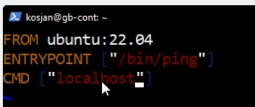 kosjan@gb-cont: ~
FROM ubuntu:22.04
ENTRYPOINT ["/bin/ping"]
CMD ["localhost"]
~